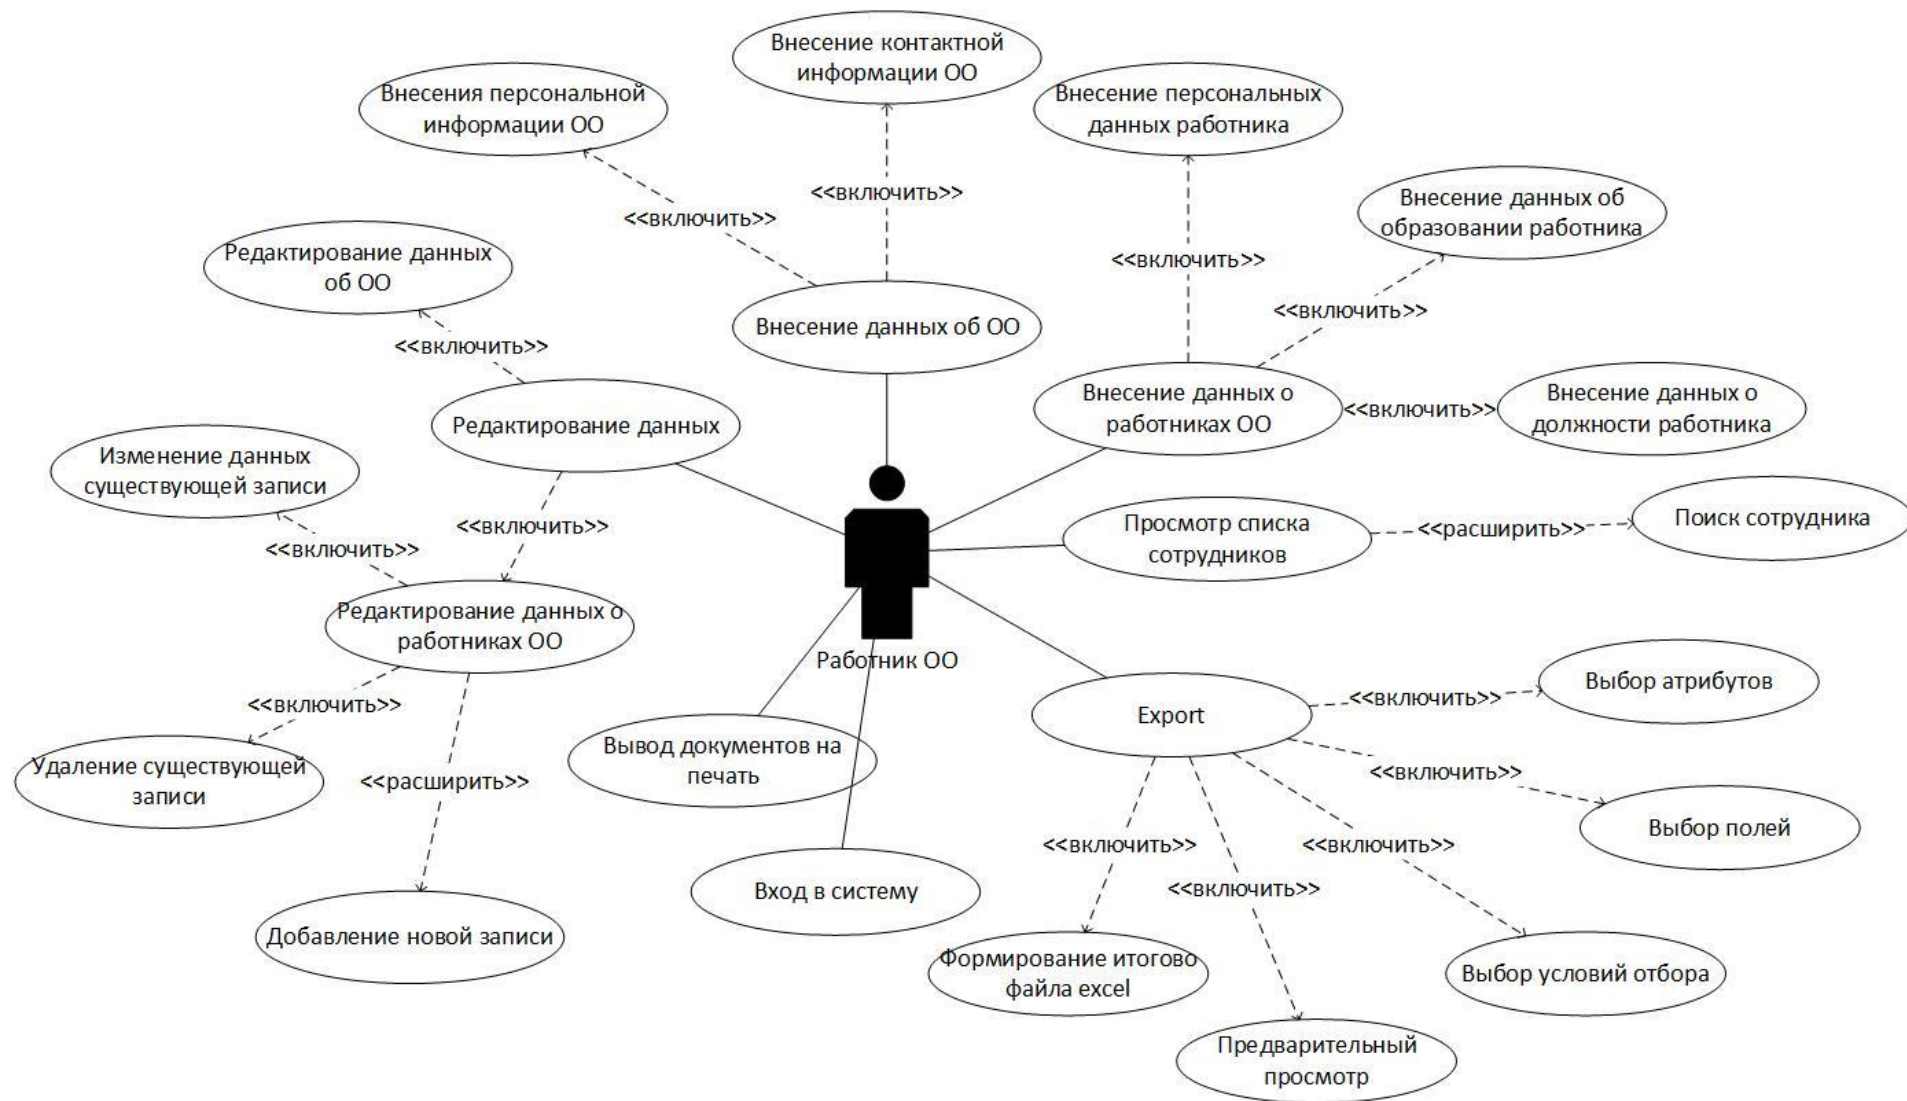 Внесение контактной
информации ОО
Внесения персональной
информации ОО
Внесение персональных
данных работника
<<включить>>
<<включить>>
Внесение данных об
образовании работника
Редактирование данных
об ОО
<<включить>>
<<включить>>
<<включить>>
Внесение данных об ОО
Внесение данных о
работниках ОО
<<включить>>
Внесение данных о
должности работника
Редактирование данных
Изменение данных
существующей записи
<<включить>>
<<включить>>
Просмотр списка
сотрудников
<<расширить>>
Поиск сотрудника
Редактирование данных о
работниках ОО
Работник ОО
<<включить>>
<<расширить>>
Удаление существующей
записи
Добавление новой записи
Вывод документов на
печать
Вход в систему
Export
<<включить>>
Выбор атрибутов
<<включить>>
Выбор полей
<<включить>>
<<включить>>
<<включить>>
Формирование итогово
файла excel
Предварительный
просмотр
Выбор условий отбора